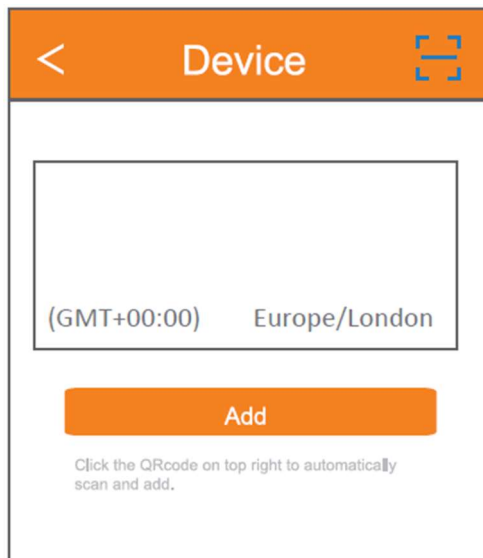 < Device
(GMT+00:00) Europe/London
Add
Click the QRcode on top right to automatically
scan and add.